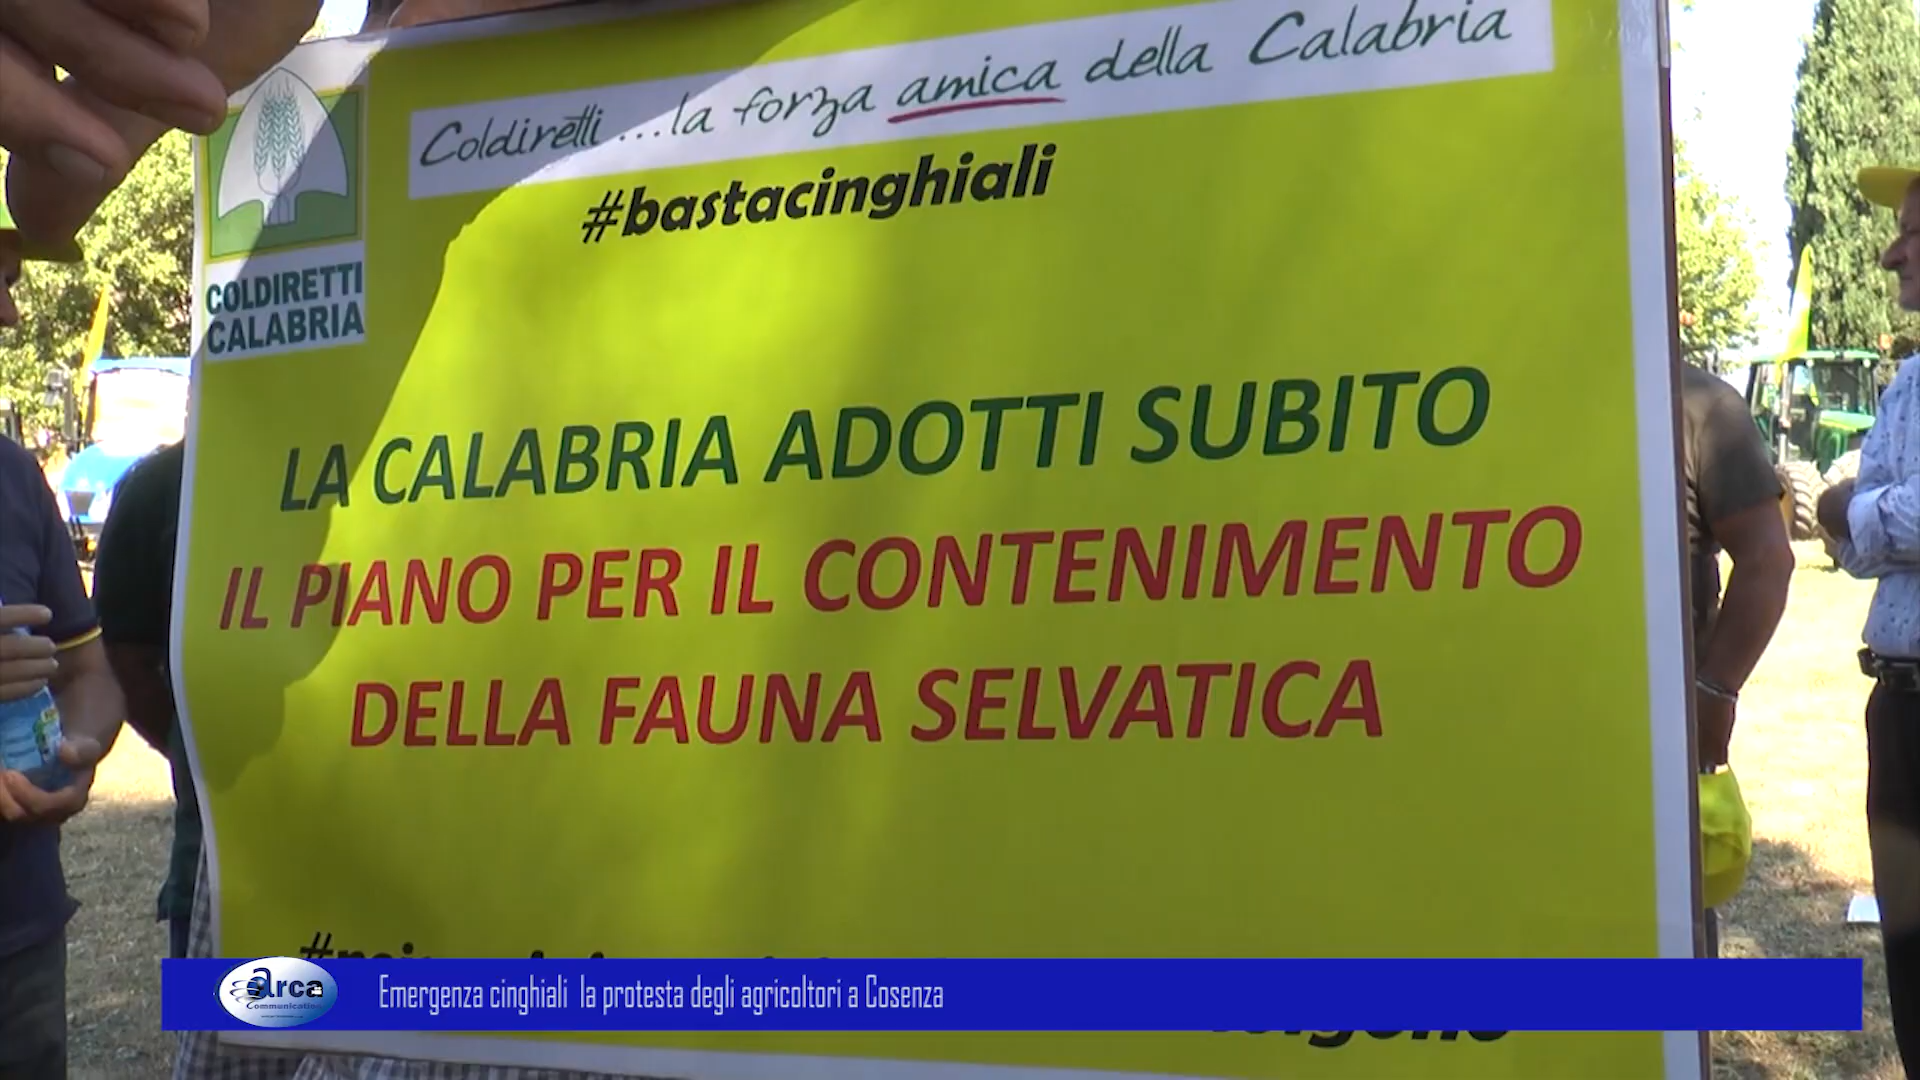 Coldiretti ...la forza amica della Calabria
#bastacinghiali
COLDIRETTI
CALABRIA
LA CALABRIA ADOTTI SUBITO
IL PIANO PER IL CONTENIMENTO
DELLA FAUNA SELVATICA
arca
Communication
Emergenza cinghiali la protesta degli agricoltori a Cosenza